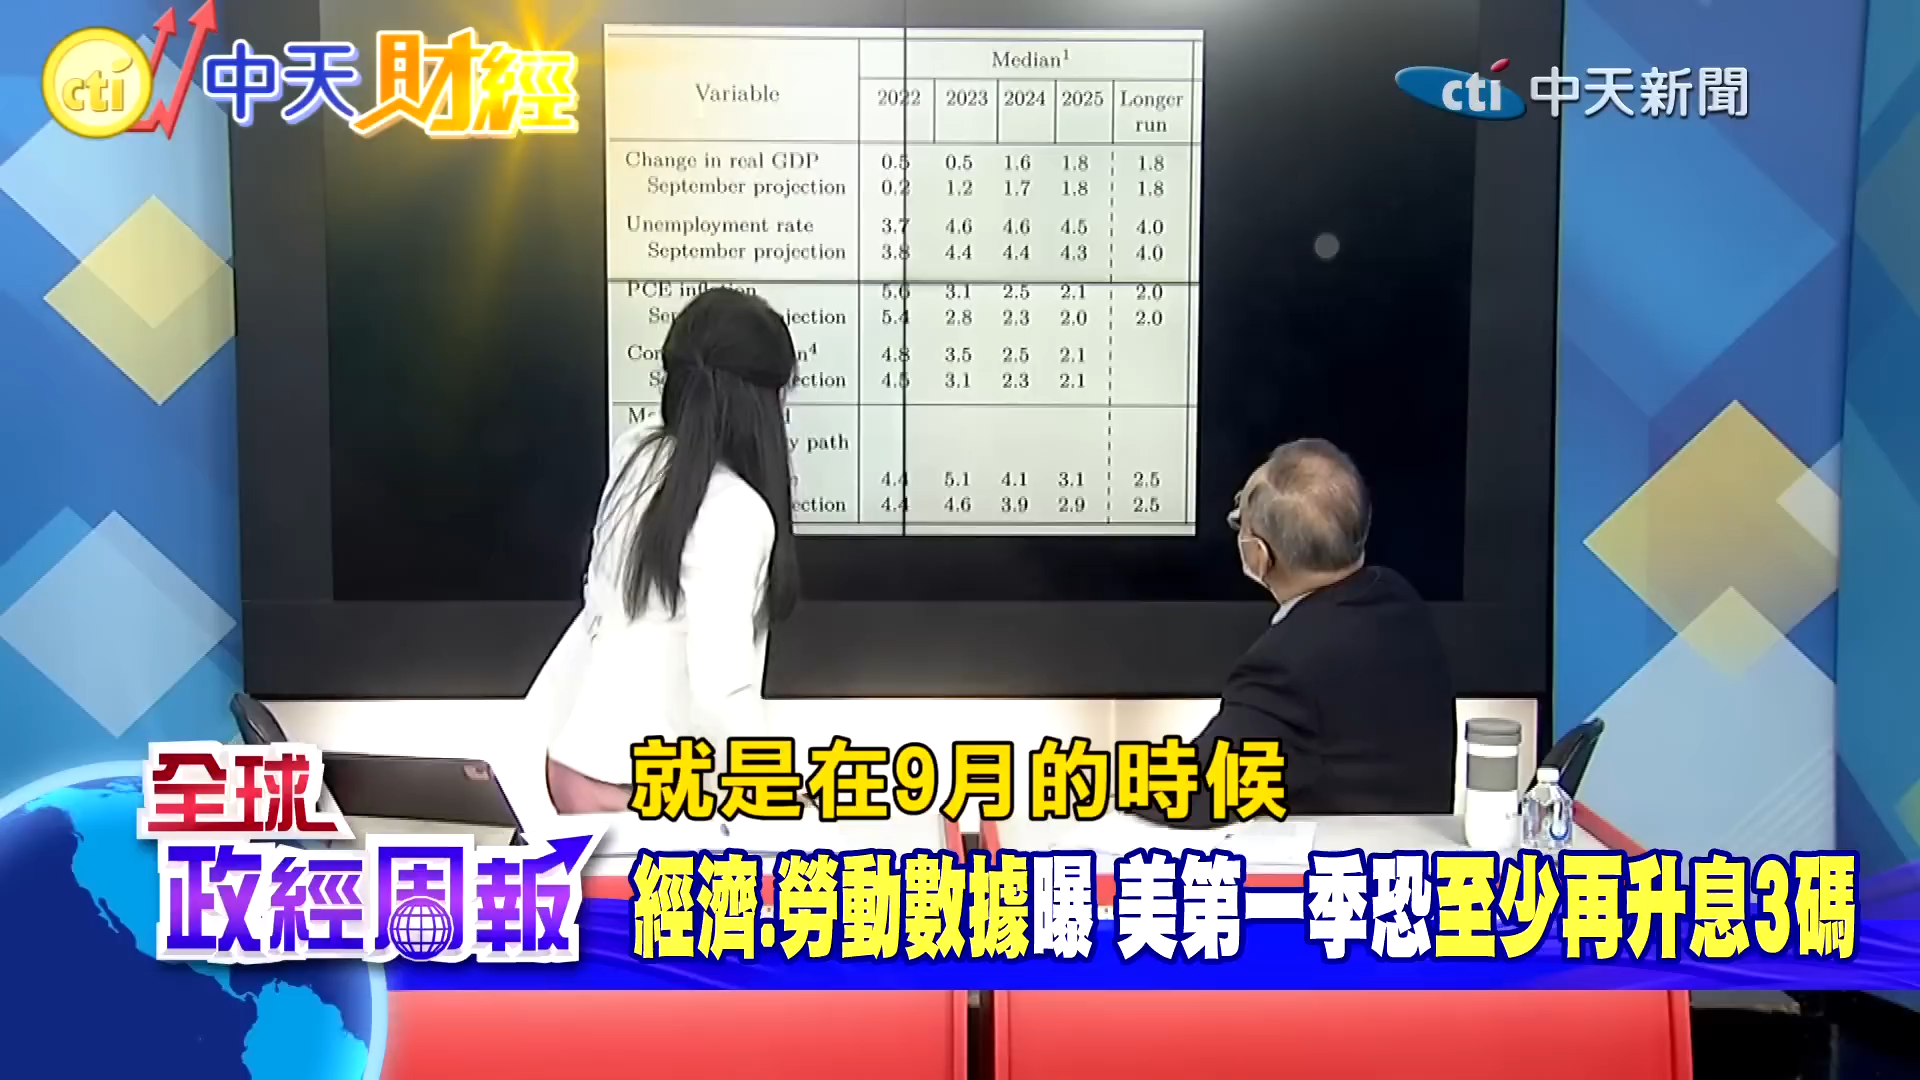 cti 中天財經
cti 中天新聞
Variable
Median¹
2022 2023 2024 2025 Longer run
Change in real GDP 0.5 0.5 1.6 1.8 1.8
September projection 0.2 1.2 1.7 1.8 1.8
Unemployment rate 3.7 4.6 4.6 4.5 4.0
September projection 3.8 4.4 4.4 4.3 4.0
PCE 5.6 3.1 2.5 2.1 2.0
5.4 2.8 2.3 2.0 2.0
4.8 3.5 2.5 2.1
4.5 3.1 2.3 2.1
path
4.4 5.1 4.1 3.1 2.5
4.4 4.6 3.9 2.9 2.5
就是在9月的時候
全球
政經周報
經濟:勞動數據曝 美第一季恐至少再升息3碼